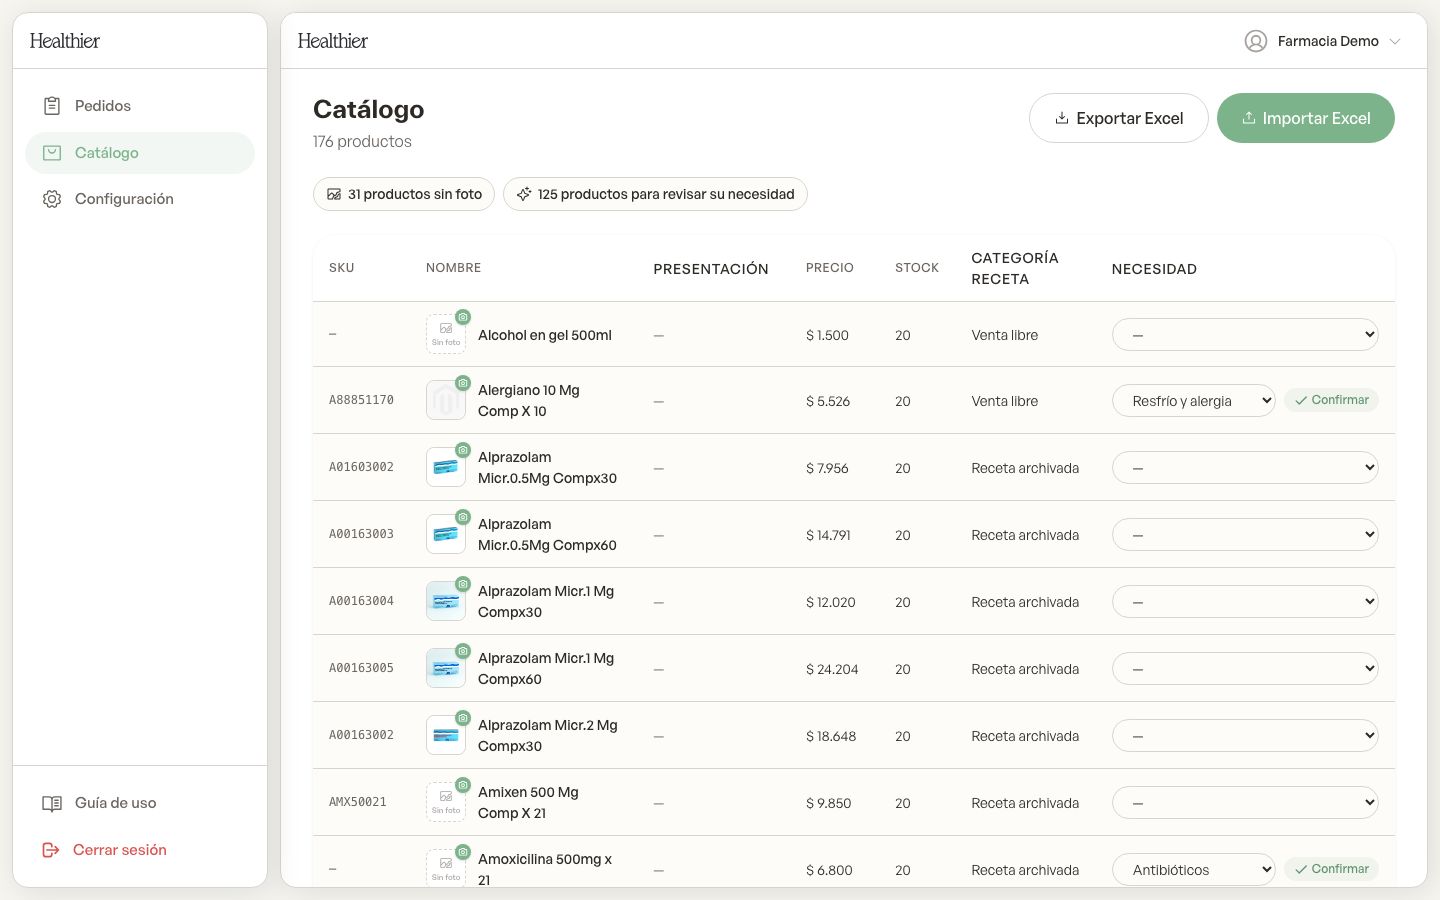 Healthier
Healthier
Farmacia Demo
Pedidos
Catálogo
Configuración
Guía de uso
Cerrar sesión
Catálogo
176 productos
Exportar Excel
Importar Excel
31 productos sin foto
125 productos para revisar su necesidad
SKU NOMBRE PRESENTACIÓN PRECIO STOCK CATEGORÍA RECETA NECESIDAD
— Sin foto Alcohol en gel 500ml — $ 1.500 20 Venta libre —
A88851170 Alergiano 10 Mg Comp X 10 — $ 5.526 20 Venta libre Resfrío y alergia Confirmar
A01603002 Alprazolam Micr.0.5Mg Compx30 — $ 7.956 20 Receta archivada —
A00163003 Alprazolam Micr.0.5Mg Compx60 — $ 14.791 20 Receta archivada —
A00163004 Alprazolam Micr.1 Mg Compx30 — $ 12.020 20 Receta archivada —
A00163005 Alprazolam Micr.1 Mg Compx60 — $ 24.204 20 Receta archivada —
A00163002 Alprazolam Micr.2 Mg Compx30 — $ 18.648 20 Receta archivada —
AMX50021 Sin foto Amixen 500 Mg Comp X 21 — $ 9.850 20 Receta archivada —
— Sin foto Amoxicilina 500mg x 21 — $ 6.800 20 Receta archivada Antibióticos Confirmar